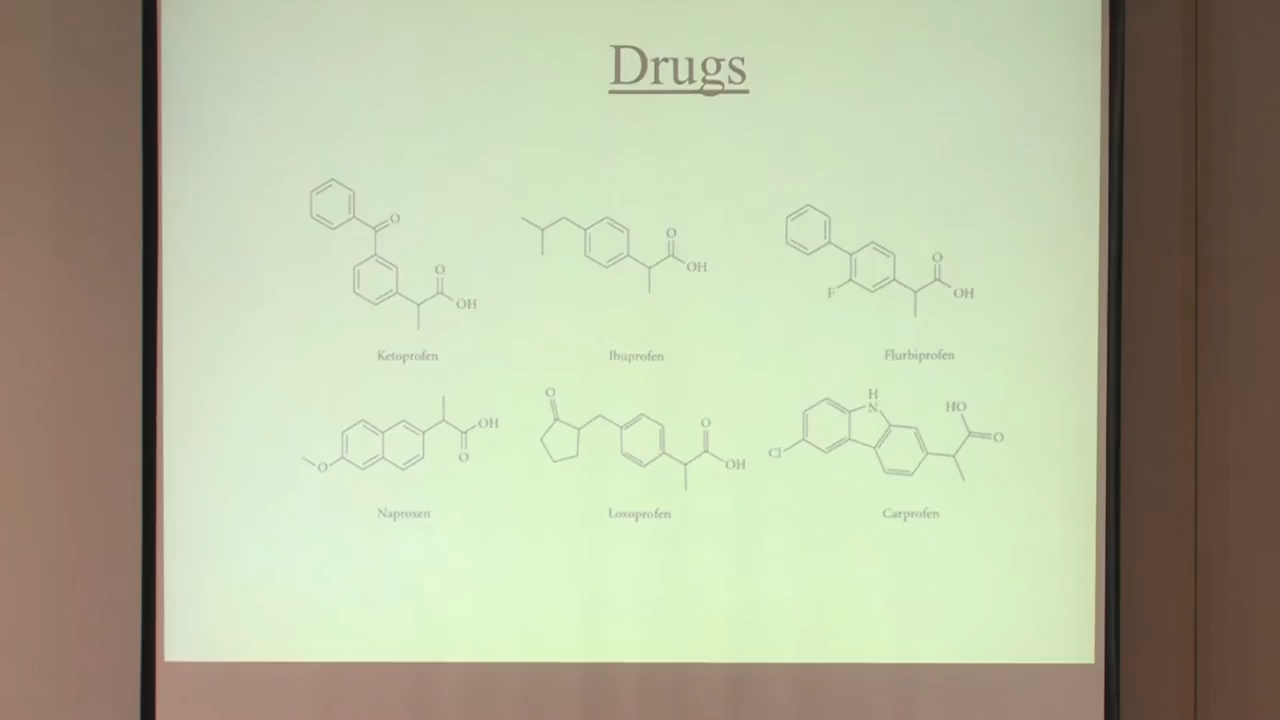 Drugs
O
O
OH
Ketoprofen
O
OH
Ibuprofen
F
O
OH
Flurbiprofen
O
OH
O
Naproxen
O
O
OH
Loxoprofen
H
N
Cl
HO
O
Carprofen